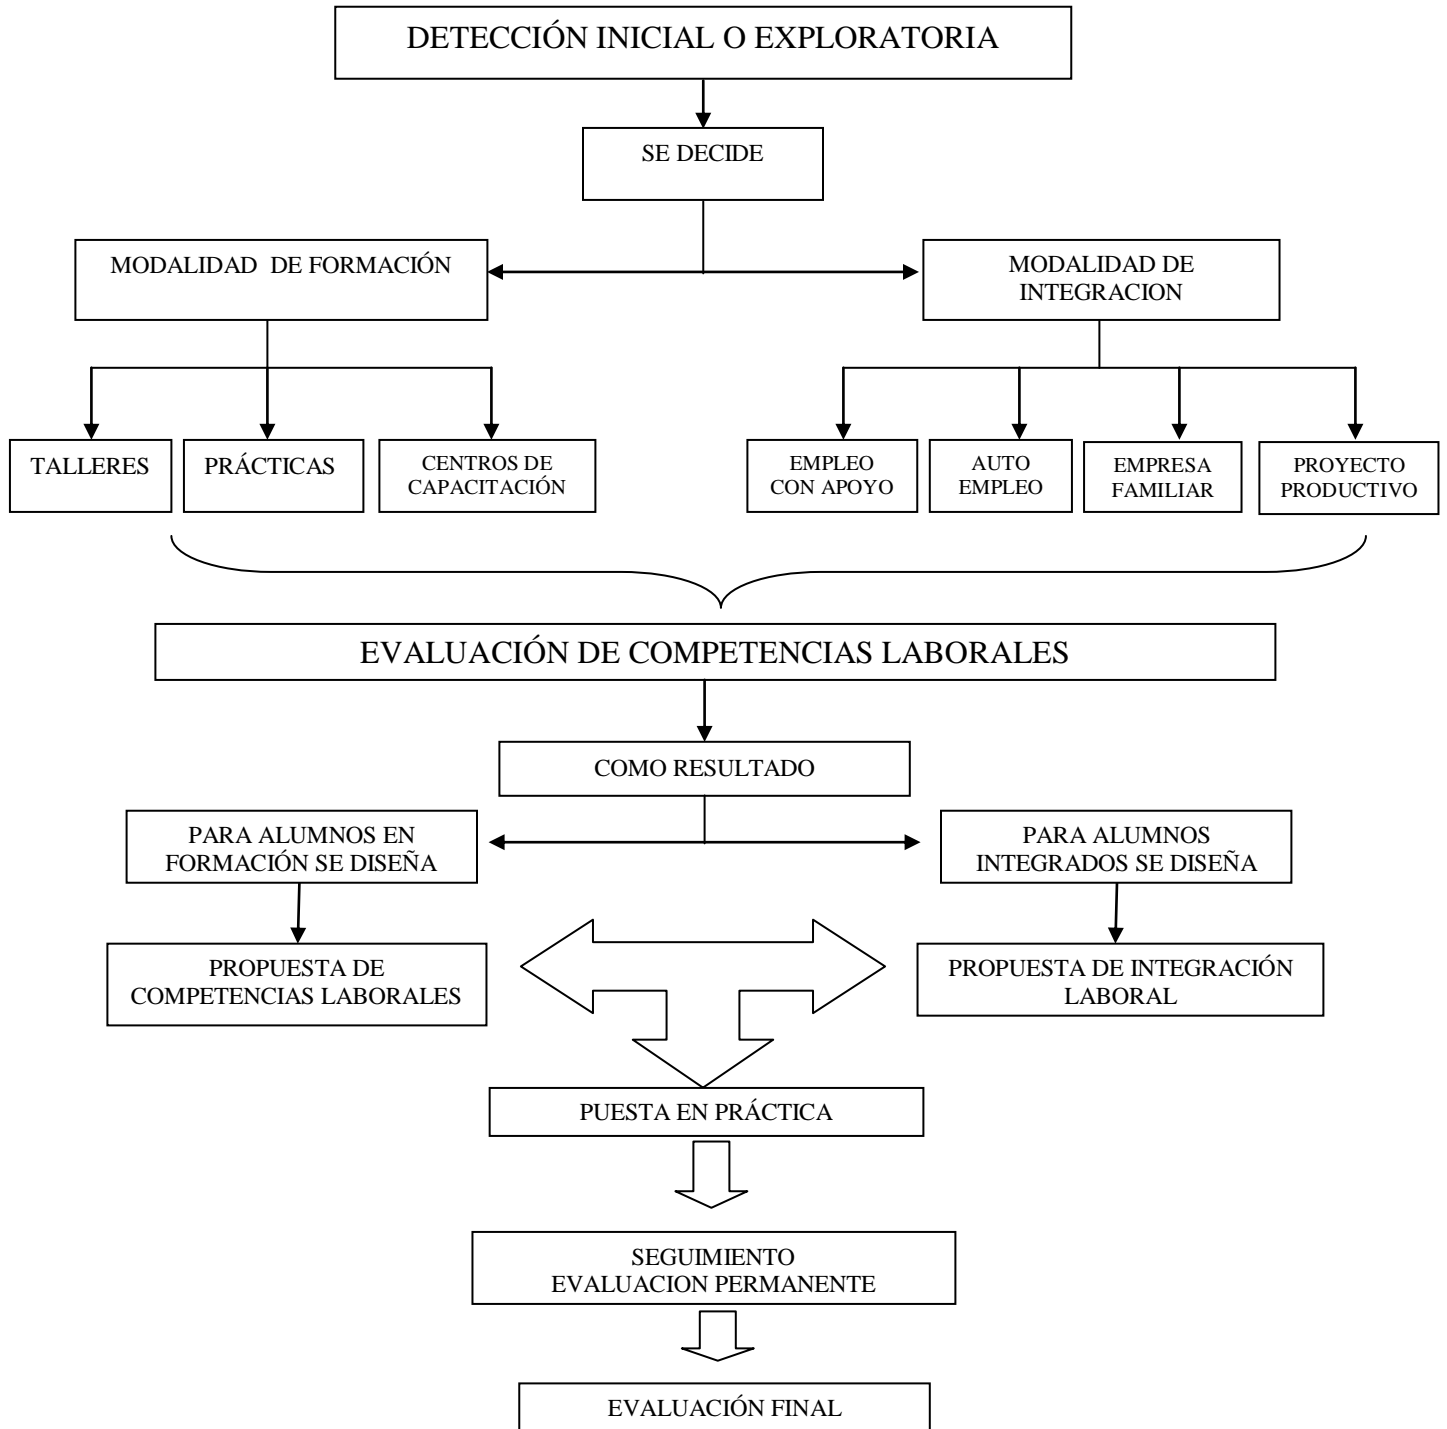 DETECCIÓN INICIAL O EXPLORATORIA
SE DECIDE
MODALIDAD DE FORMACIÓN
MODALIDAD DE
INTEGRACION
TALLERES
PRÁCTICAS
CENTROS DE
CAPACITACIÓN
EMPLEO
CON APOYO
AUTO
EMPLEO
EMPRESA
FAMILIAR
PROYECTO
PRODUCTIVO
EVALUACIÓN DE COMPETENCIAS LABORALES
COMO RESULTADO
PARA ALUMNOS EN
FORMACIÓN SE DISEÑA
PARA ALUMNOS
INTEGRADOS SE DISEÑA
PROPUESTA DE
COMPETENCIAS LABORALES
PROPUESTA DE INTEGRACIÓN
LABORAL
PUESTA EN PRÁCTICA
SEGUIMIENTO
EVALUACION PERMANENTE
EVALUACIÓN FINAL